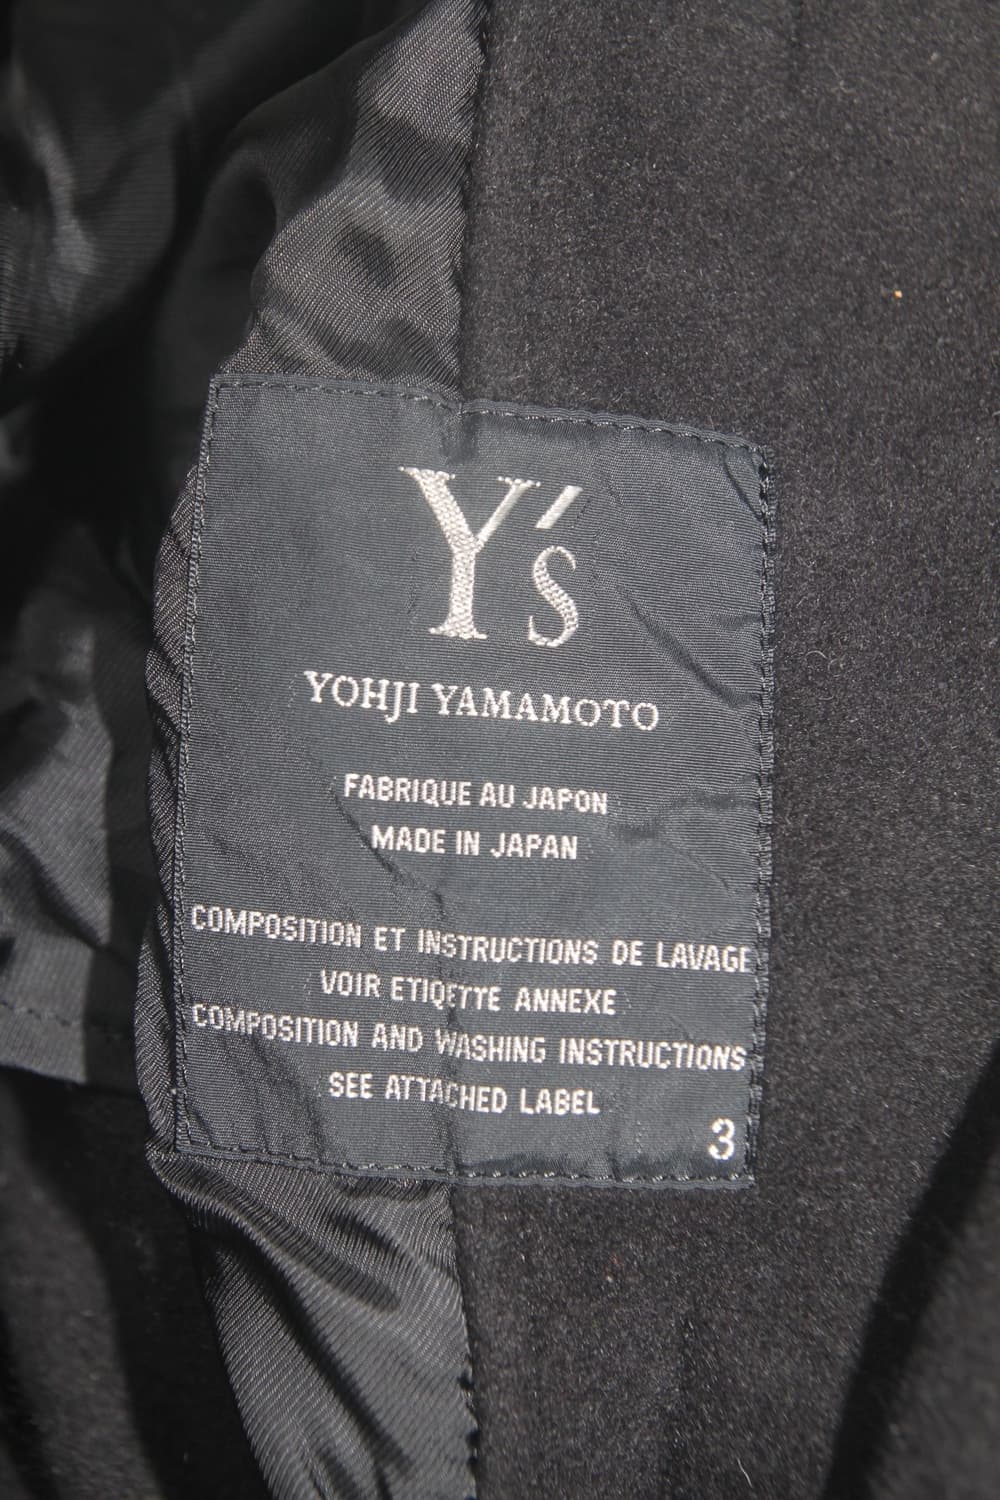 Y's
YOHJI YAMAMOTO
FABRIQUE AU JAPON
MADE IN JAPAN
COMPOSITION ET INSTRUCTIONS DE LAVAGE
VOIR ETIQETTE ANNEXE
COMPOSITION AND WASHING INSTRUCTIONS
SEE ATTACHED LABEL
3